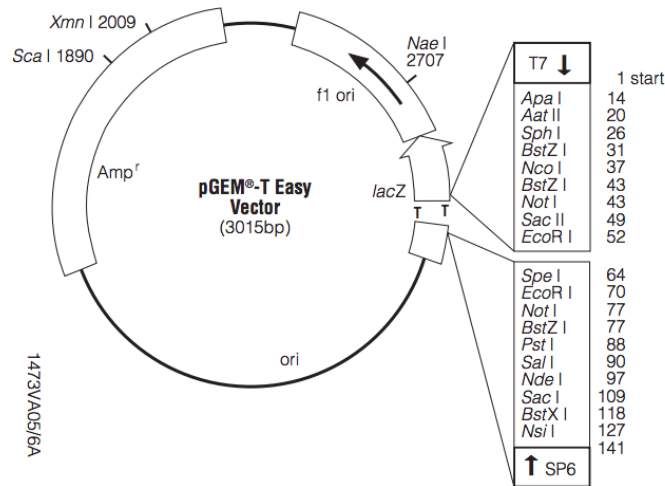 Xmn I 2009
Sca I 1890
Nae I
2707
f1 ori
Ampʳ
pGEM®-T Easy
Vector
(3015bp)
lacZ
T T
ori
1473VA05/6A
T7 ↓
1 start
Apa I 14
Aat II 20
Sph I 26
BstZ I 31
Nco I 37
BstZ I 43
Not I 43
Sac II 49
EcoR I 52
Spe I 64
EcoR I 70
Not I 77
BstZ I 77
Pst I 88
Sal I 90
Nde I 97
Sac I 109
BstX I 118
Nsi I 127
141
↑ SP6